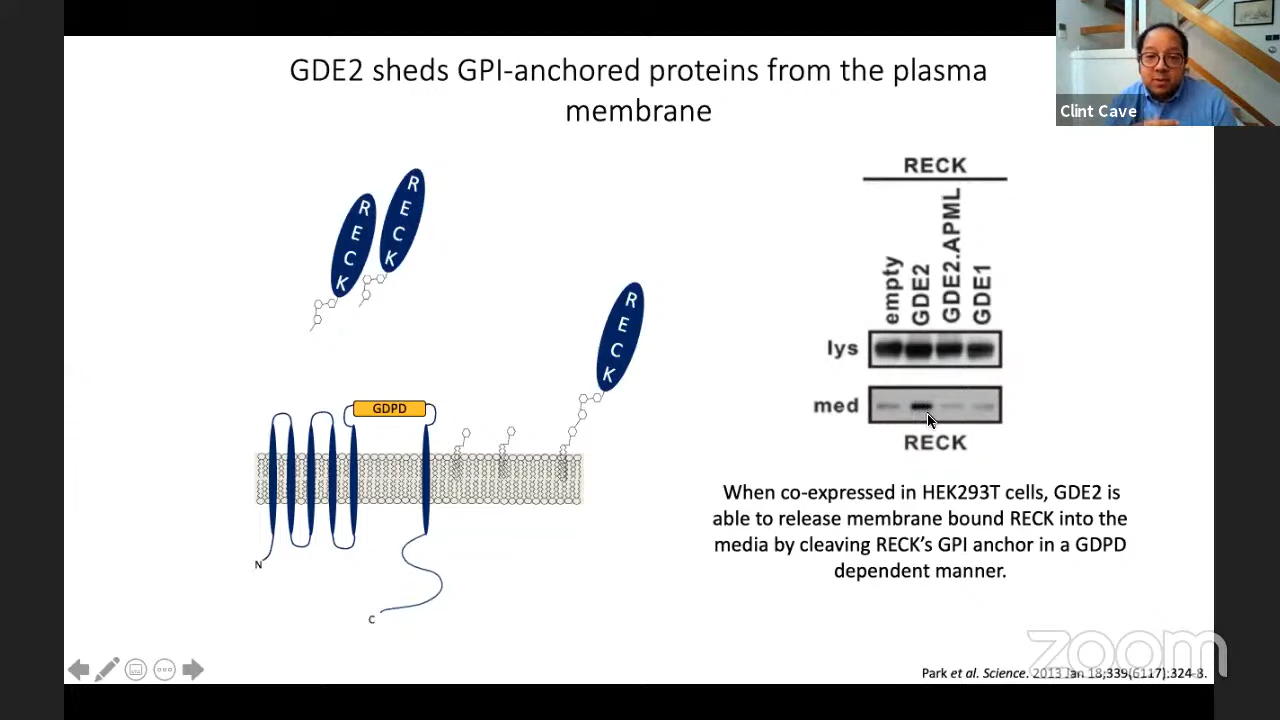 GDE2 sheds GPI-anchored proteins from the plasma
membrane
Clint Cave
RECK
RECK
RECK
GDPD
N
C
RECK
empty
GDE2
GDE2.APML
GDE1
lys
med
RECK
When co-expressed in HEK293T cells, GDE2 is
able to release membrane bound RECK into the
media by cleaving RECK’s GPI anchor in a GDPD
dependent manner.
zoom
Park et al. Science. 2013 Jan 18;339(6117):324-8.